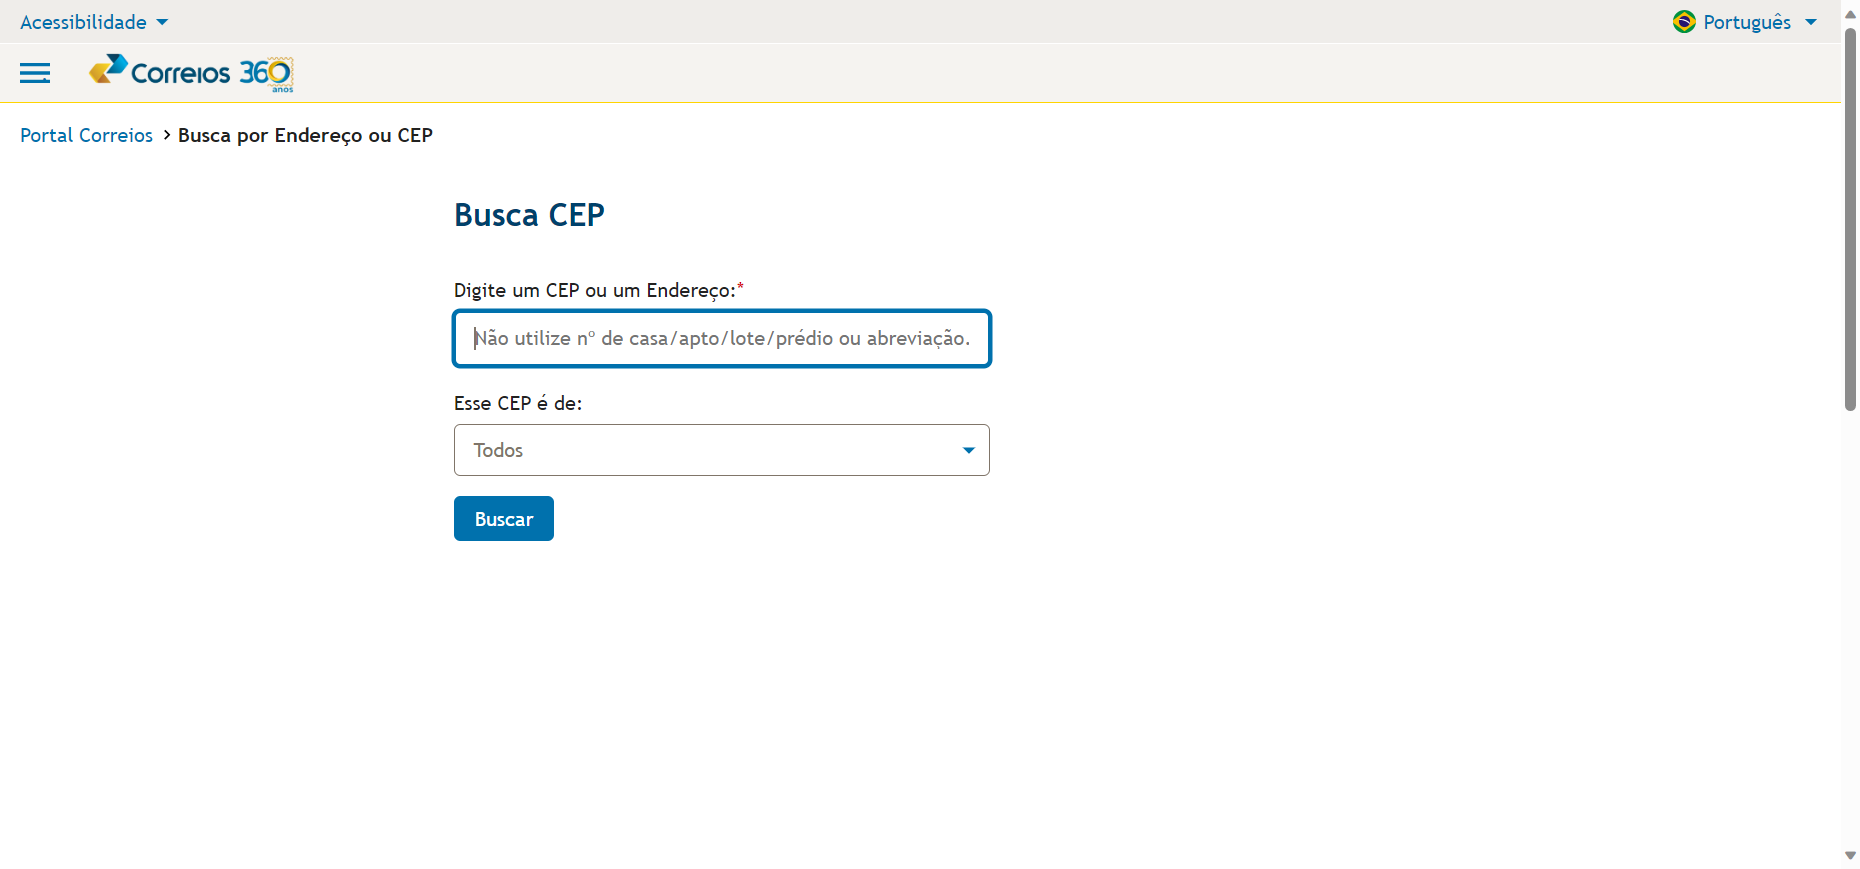 Acessibilidade
Português
Correios 360
anos
Portal Correios > Busca por Endereço ou CEP
Busca CEP
Digite um CEP ou um Endereço:*
Não utilize nº de casa/apto/lote/prédio ou abreviação.
Esse CEP é de:
Todos
Buscar